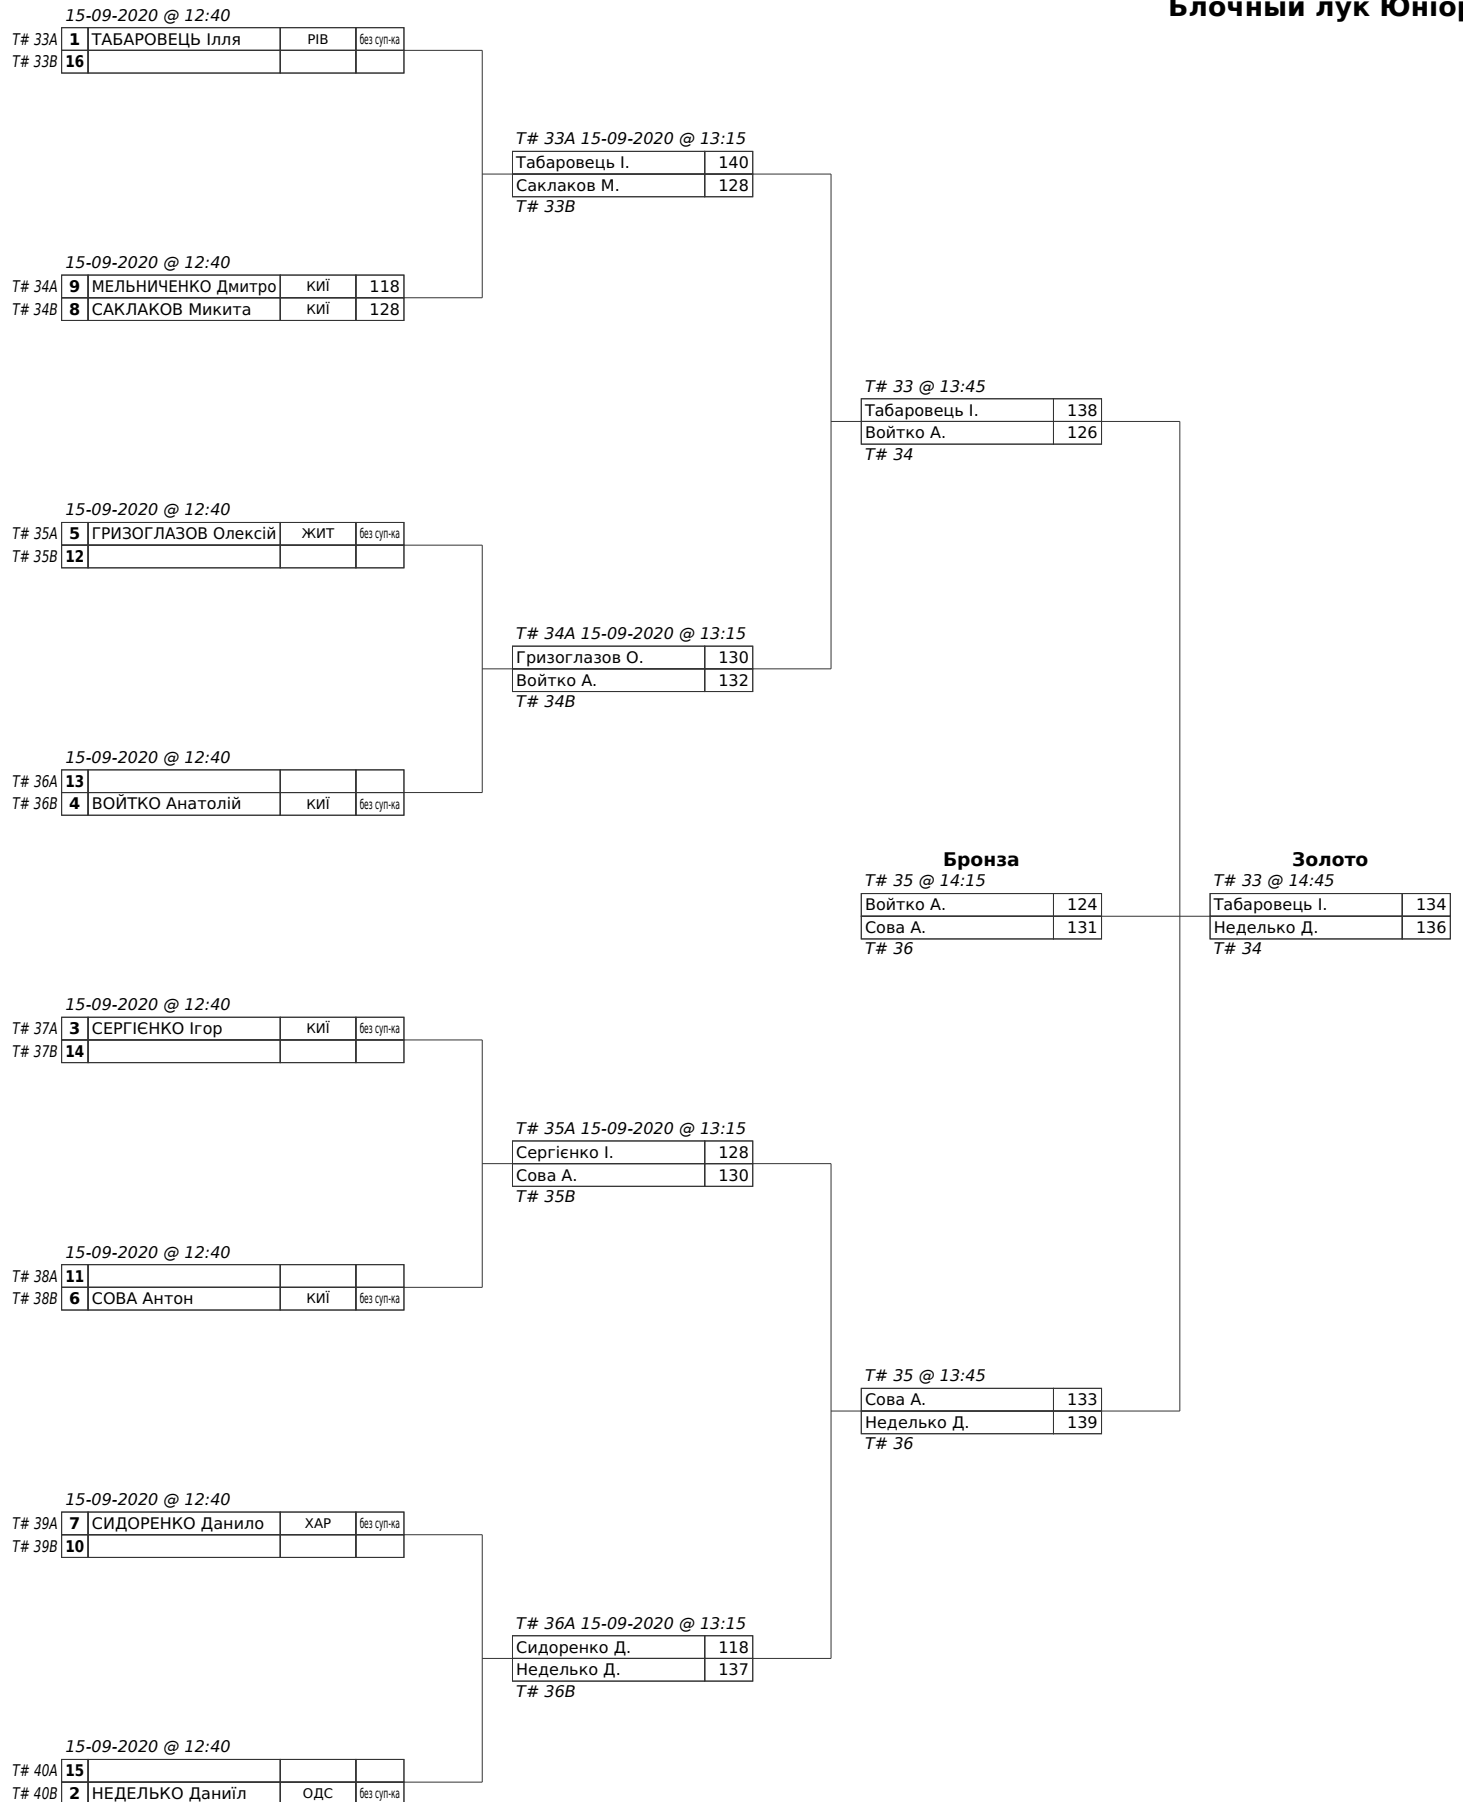 Блочный лук Юніор
15-09-2020 @ 12:40
T# 33A 1 ТАБАРОВЕЦЬ Ілля РІВ без суп-ка
T# 33B 16
T# 33A 15-09-2020 @ 13:15
Табаровець І. 140
Саклаков М. 128
T# 33B
15-09-2020 @ 12:40
T# 34A 9 МЕЛЬНИЧЕНКО Дмитро КИЇ 118
T# 34B 8 САКЛАКОВ Микита КИЇ 128
T# 33 @ 13:45
Табаровець І. 138
Войтко А. 126
T# 34
15-09-2020 @ 12:40
T# 35A 5 ГРИЗОГЛАЗОВ Олексій ЖИТ без суп-ка
T# 35B 12
T# 34A 15-09-2020 @ 13:15
Гризоглазов О. 130
Войтко А. 132
T# 34B
15-09-2020 @ 12:40
T# 36A 13
T# 36B 4 ВОЙТКО Анатолій КИЇ без суп-ка
Бронза Золото
T# 35 @ 14:15 T# 33 @ 14:45
Войтко А. 124 Табаровець І. 134
Сова А. 131 Неделько Д. 136
T# 36 T# 34
15-09-2020 @ 12:40
T# 37A 3 СЕРГІЄНКО Ігор КИЇ без суп-ка
T# 37B 14
T# 35A 15-09-2020 @ 13:15
Сергієнко І. 128
Сова А. 130
T# 35B
15-09-2020 @ 12:40
T# 38A 11
T# 38B 6 СОВА Антон КИЇ без суп-ка
T# 35 @ 13:45
Сова А. 133
Неделько Д. 139
T# 36
15-09-2020 @ 12:40
T# 39A 7 СИДОРЕНКО Данило ХАР без суп-ка
T# 39B 10
T# 36A 15-09-2020 @ 13:15
Сидоренко Д. 118
Неделько Д. 137
T# 36B
15-09-2020 @ 12:40
T# 40A 15
T# 40B 2 НЕДЕЛЬКО Даниїл ОДС без суп-ка